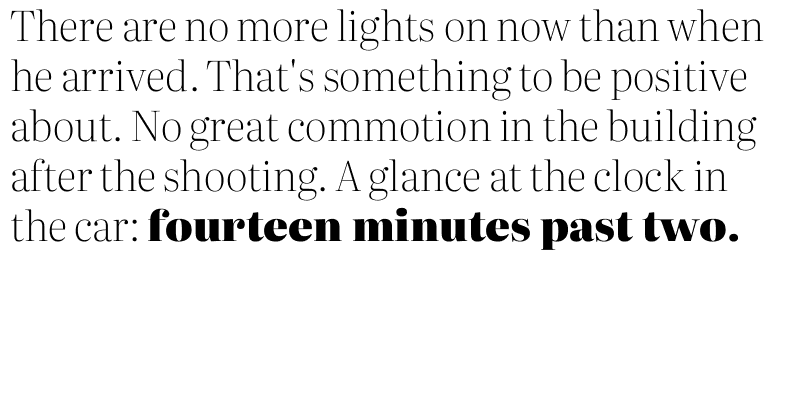 There are no more lights on now than when
he arrived. That's something to be positive
about. No great commotion in the building
after the shooting. A glance at the clock in
the car: fourteen minutes past two.